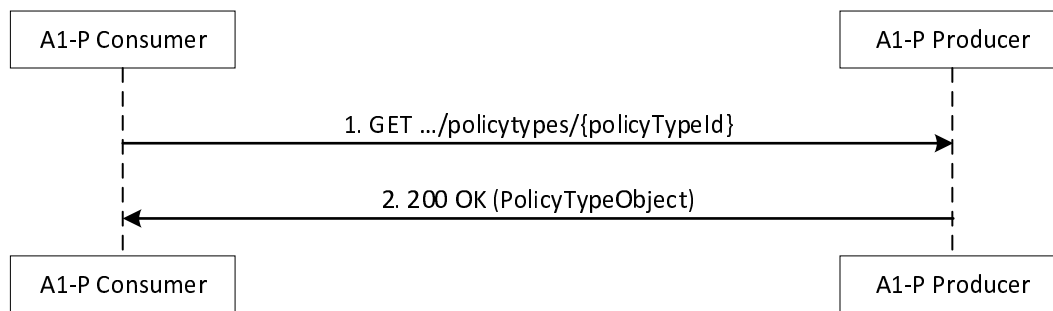 A1-P Consumer
A1-P Producer
1. GET .../policytypes/{policyTypeId}
2. 200 OK (PolicyTypeObject)
A1-P Consumer
A1-P Producer